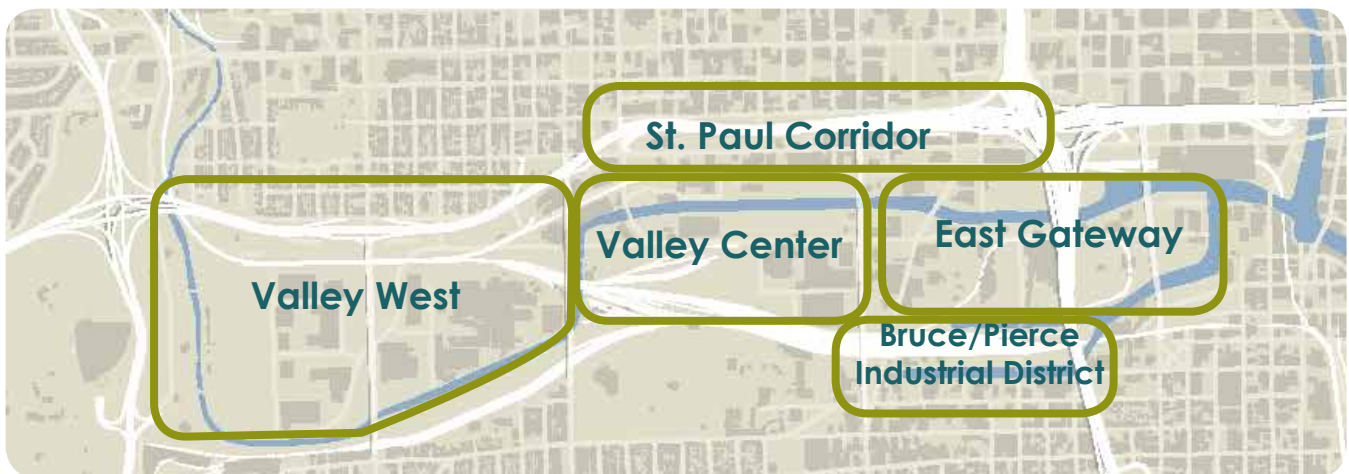 St. Paul Corridor
Valley Center
East Gateway
Valley West
Bruce/Pierce
Industrial District